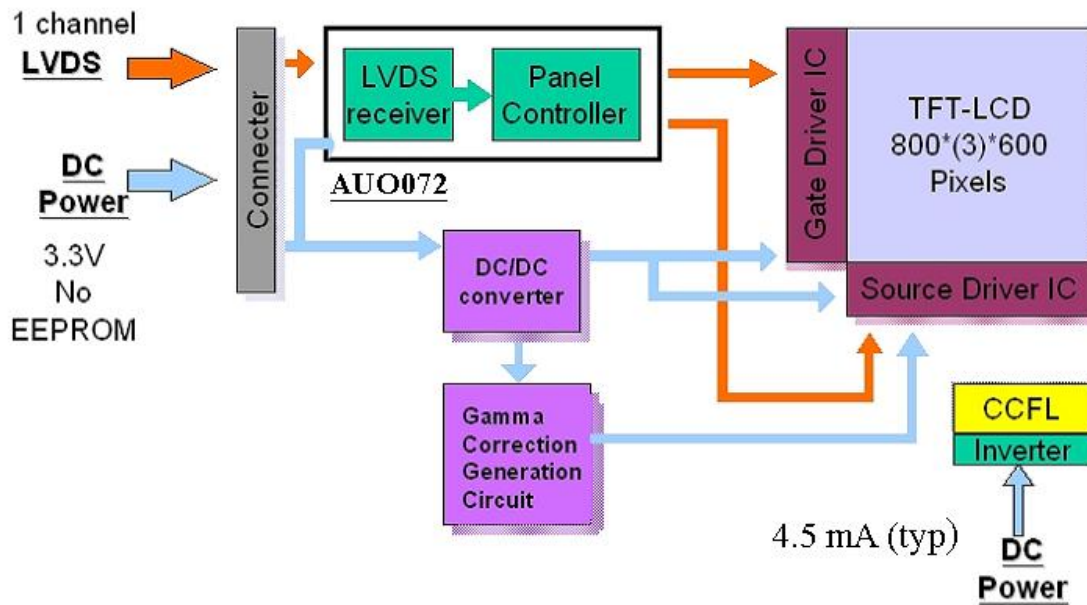 1 channel
LVDS
DC
Power
3.3V
No
EEPROM
Connecter
LVDS
receiver
Panel
Controller
AUO072
DC/DC
converter
Gamma
Correction
Generation
Circuit
Gate Driver IC
TFT-LCD
800*(3)*600
Pixels
Source Driver IC
CCFL
Inverter
4.5 mA (typ)
DC
Power